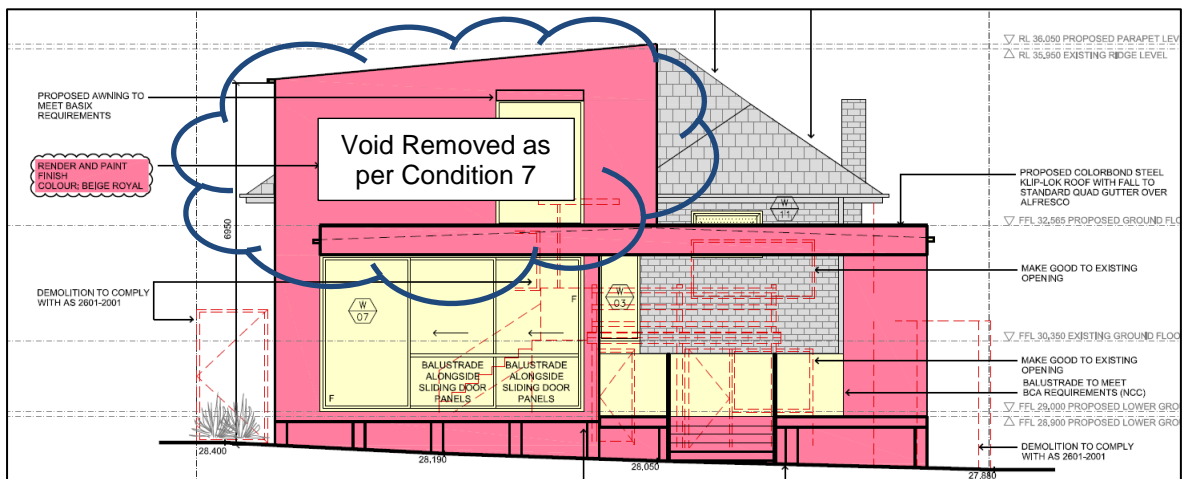 RL 36.050 PROPOSED PARAPET LEV
RL 35,950 EXISTING RIDGE LEVEL
PROPOSED AWNING TO
MEET BASIX
REQUIREMENTS
Void Removed as
per Condition 7
RENDER AND PAINT
FINISH
COLOUR: BEIGE ROYAL
PROPOSED COLORBOND STEEL
KLIP-LOK ROOF WITH FALL TO
STANDARD QUAD GUTTER OVER
ALFRESCO
W
11
FFL 32,565 PROPOSED GROUND FLO
6950
MAKE GOOD TO EXISTING
OPENING
DEMOLITION TO COMPLY
WITH AS 2601-2001
W
07
F
W
03
FFL 30,350 EXISTING GROUND FLOO
BALUSTRADE
ALONGSIDE
SLIDING DOOR
PANELS
BALUSTRADE
ALONGSIDE
SLIDING DOOR
PANELS
F
MAKE GOOD TO EXISTING
OPENING
BALUSTRADE TO MEET
BCA REQUIREMENTS (NCC)
FFL 29,000 PROPOSED LOWER GRO
FFL 28,900 PROPOSED LOWER GRO
DEMOLITION TO COMPLY
WITH AS 2601-2001
28.400
28,190
28,050
27,680